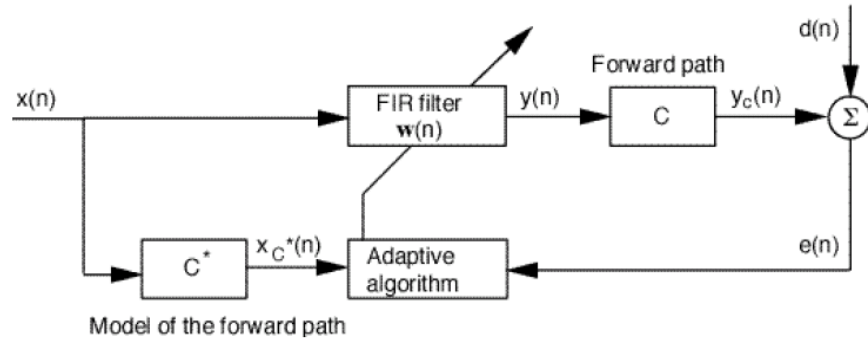 d(n)
Forward path
x(n)
FIR filter
w(n)
y(n)
C
y_c(n)
Σ
C*
x_C*(n)
Adaptive
algorithm
e(n)
Model of the forward path